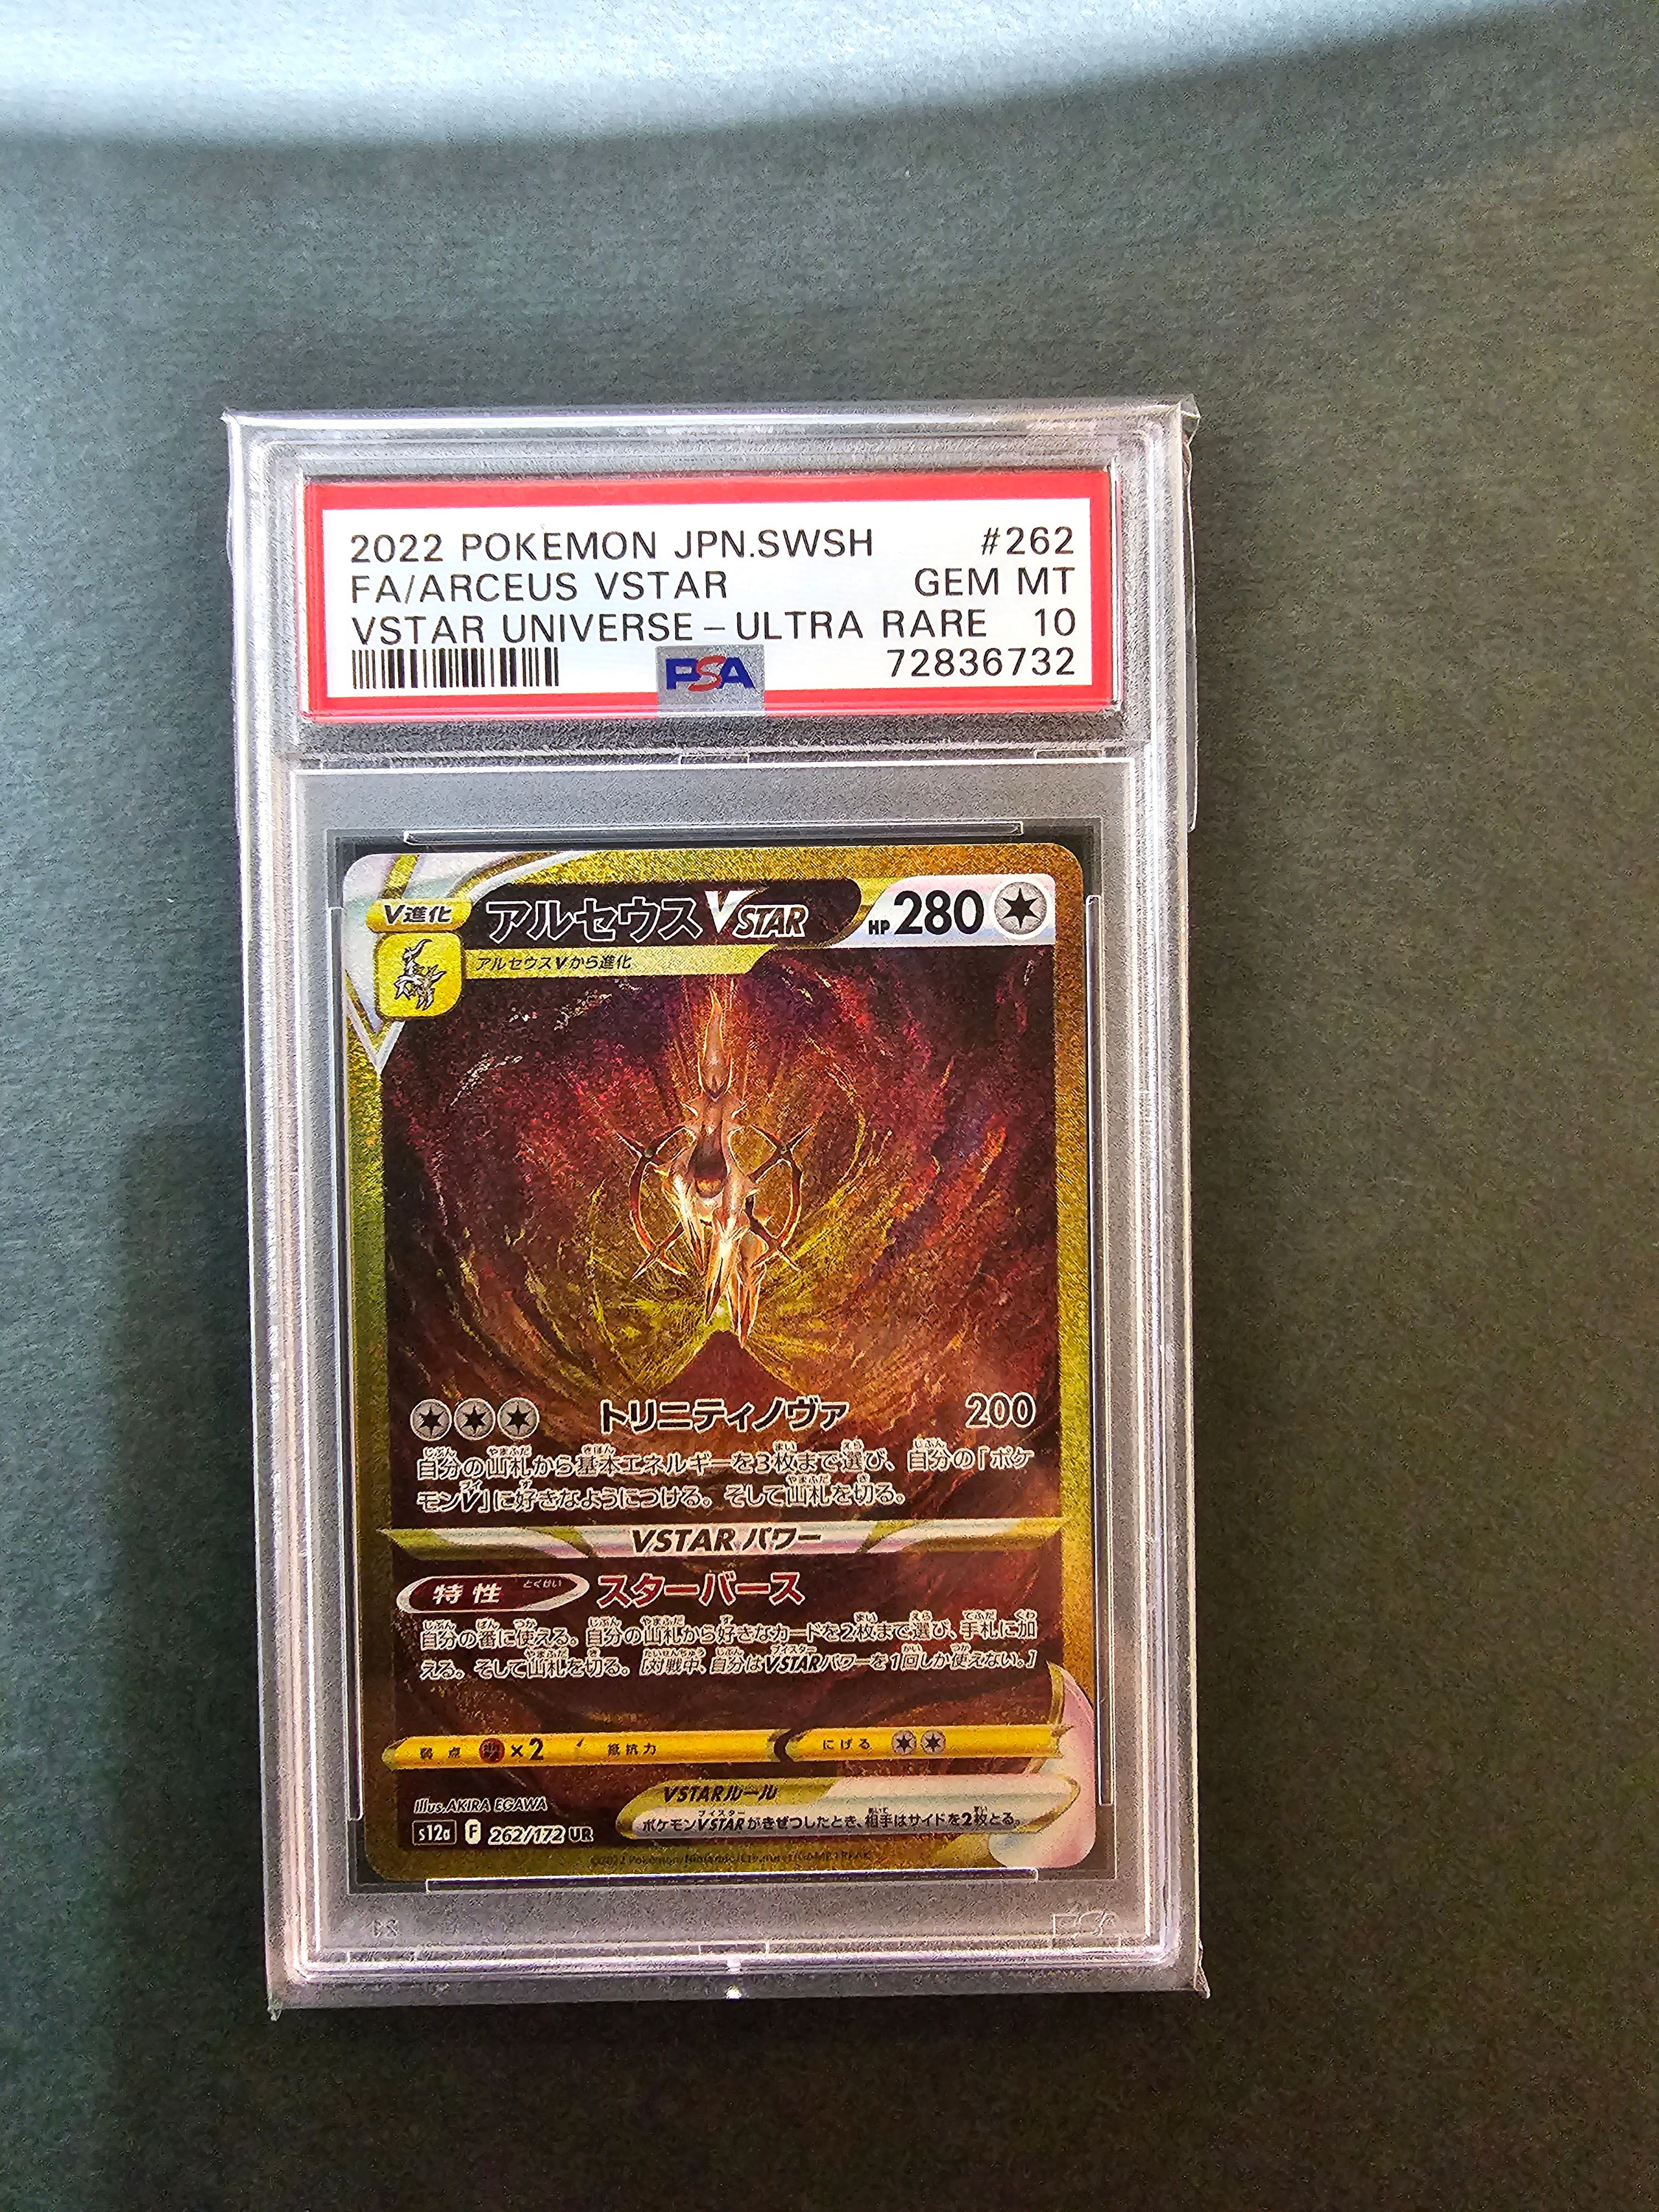 2022 POKEMON JPN.SWSH #262
FA/ARCEUS VSTAR GEM MT
VSTAR UNIVERSE-ULTRA RARE 10
PSA 72836732
V進化 アルセウス VSTAR HP 280
アルセウスVから進化
トリニティノヴァ 200
自分の山札から基本エネルギーを3枚まで選び、自分の「ポケ
モンV」に好きなようにつける。そして山札を切る。
VSTARパワー
特性 とくせい スターバース
自分の番に使える。自分の山札から好きなカードを2枚まで選び、手札に加
える。そして山札を切る。[対戦中、自分はVSTARパワーを1回しか使えない。]
弱点 ×2 抵抗力 にげる
Illus.AKIRA EGAWA
VSTARルール
ポケモンVSTARがきぜつしたとき、相手はサイドを2枚とる。
s12a F 262/172 UR
©2022 Pokémon/Nintendo/Creatures/GAME FREAK
PSA